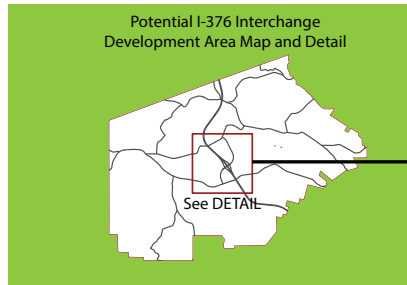 Potential I-376 Interchange
Development Area Map and Detail
See DETAIL